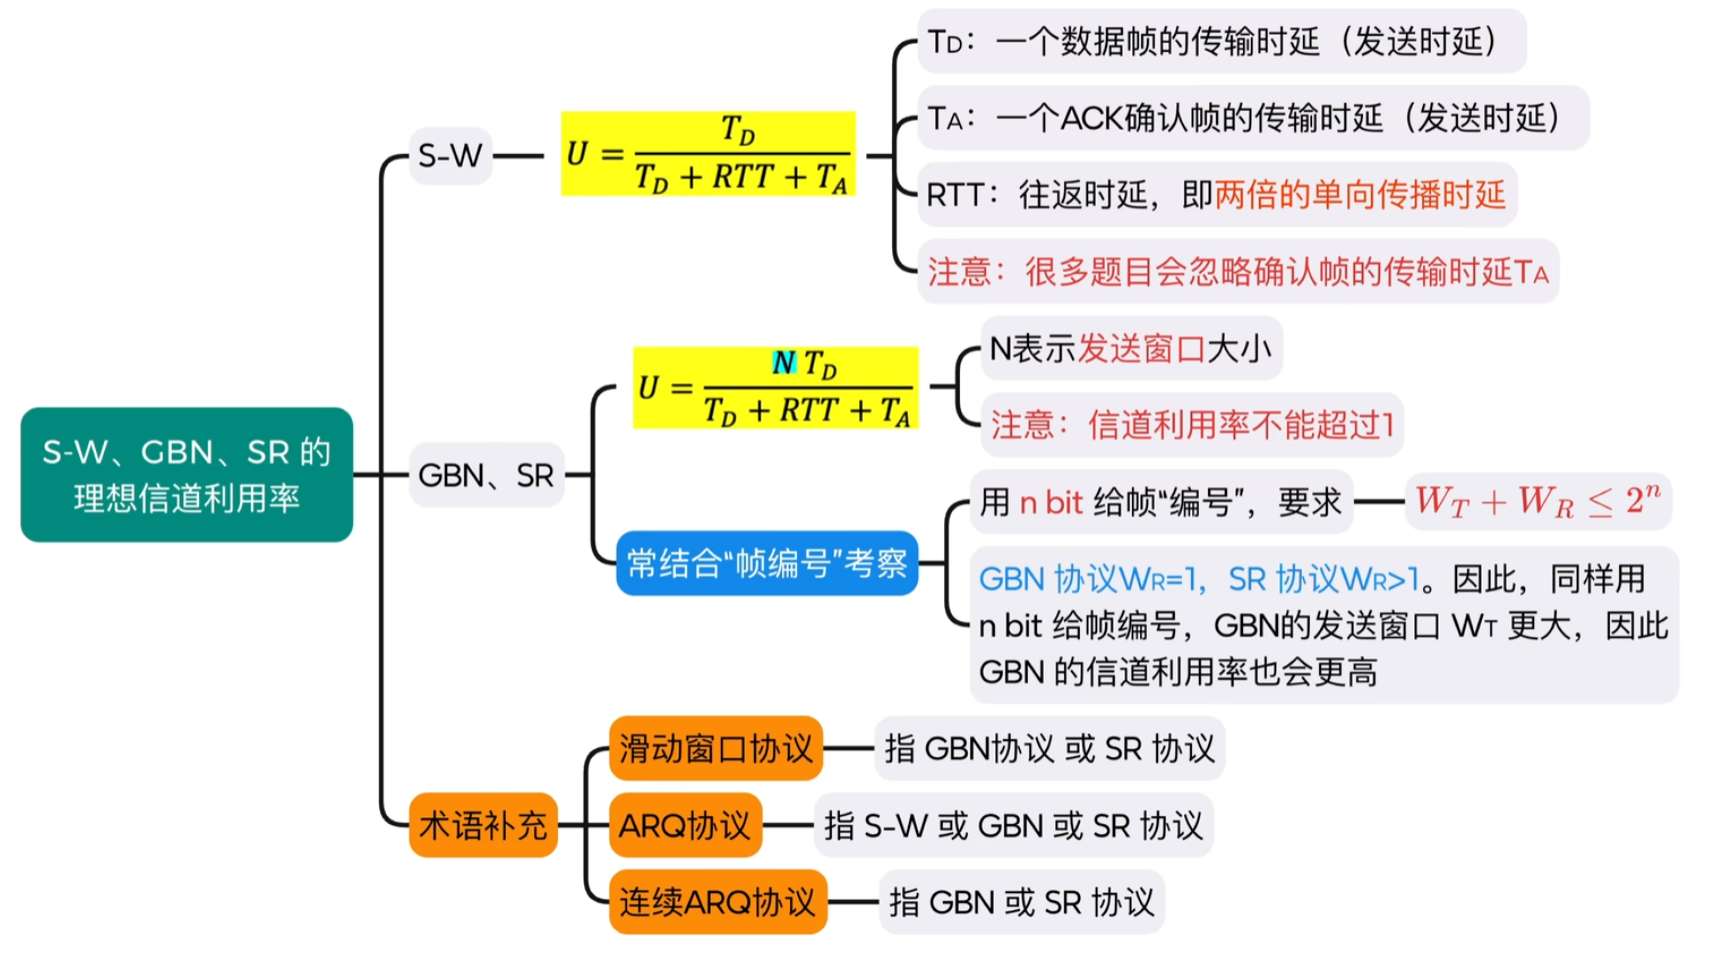 S-W、GBN、SR 的
理想信道利用率
S-W
U = T_D / (T_D + RTT + T_A)
TD：一个数据帧的传输时延（发送时延）
TA：一个ACK确认帧的传输时延（发送时延）
RTT：往返时延，即两倍的单向传播时延
注意：很多题目会忽略确认帧的传输时延TA
GBN、SR
U = N T_D / (T_D + RTT + T_A)
N表示发送窗口大小
注意：信道利用率不能超过1
常结合“帧编号”考察
用 n bit 给帧“编号”，要求
W_T + W_R ≤ 2^n
GBN 协议WR=1，SR 协议WR>1。因此，同样用
n bit 给帧编号，GBN的发送窗口 WT 更大，因此
GBN 的信道利用率也会更高
术语补充
滑动窗口协议
指 GBN协议 或 SR 协议
ARQ协议
指 S-W 或 GBN 或 SR 协议
连续ARQ协议
指 GBN 或 SR 协议